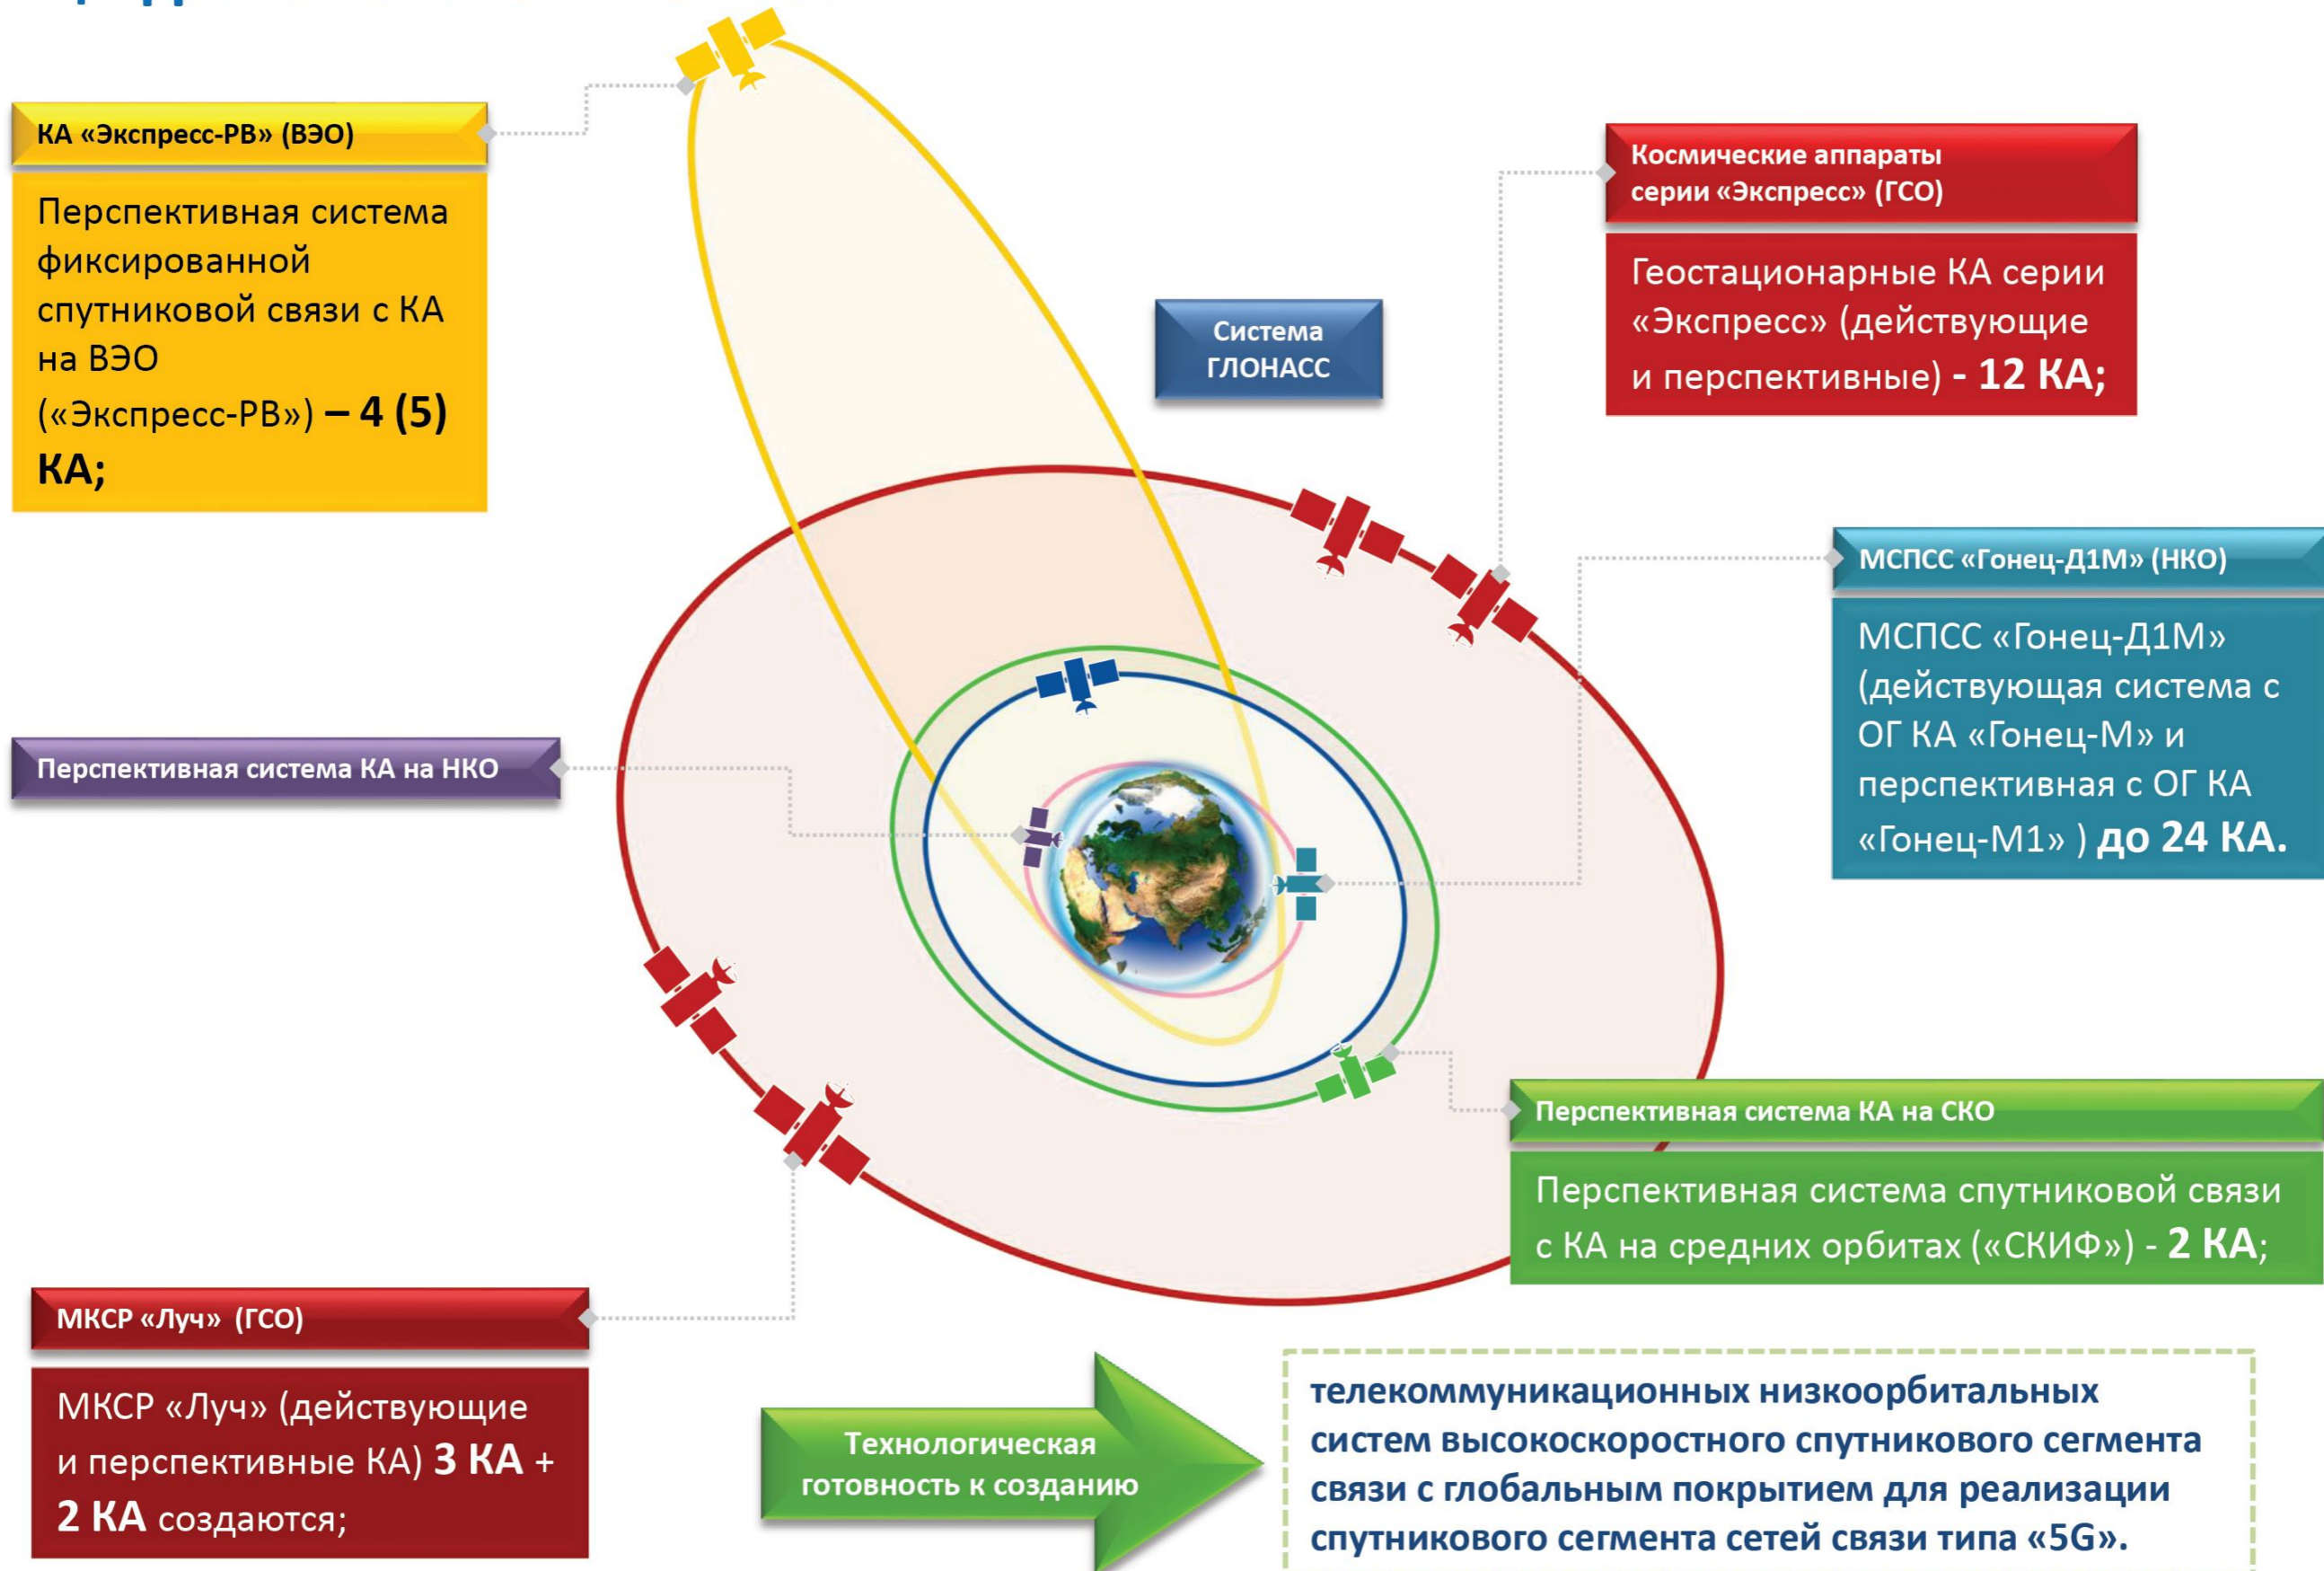 КА «Экспресс-РВ» (ВЭО)
Перспективная система
фиксированной
спутниковой связи с КА
на ВЭО
(«Экспресс-РВ») – 4 (5)
КА;
Система
ГЛОНАСС
Космические аппараты
серии «Экспресс» (ГСО)
Геостационарные КА серии
«Экспресс» (действующие
и перспективные) - 12 КА;
МСПСС «Гонец-Д1М» (НКО)
МСПСС «Гонец-Д1М»
(действующая система с
ОГ КА «Гонец-М» и
перспективная с ОГ КА
«Гонец-М1» ) до 24 КА.
Перспективная система КА на НКО
Перспективная система КА на СКО
Перспективная система спутниковой связи
с КА на средних орбитах («СКИФ») - 2 КА;
МКСР «Луч» (ГСО)
МКСР «Луч» (действующие
и перспективные КА) 3 КА +
2 КА создаются;
Технологическая
готовность к созданию
телекоммуникационных низкоорбитальных
систем высокоскоростного спутникового сегмента
связи с глобальным покрытием для реализации
спутникового сегмента сетей связи типа «5G».